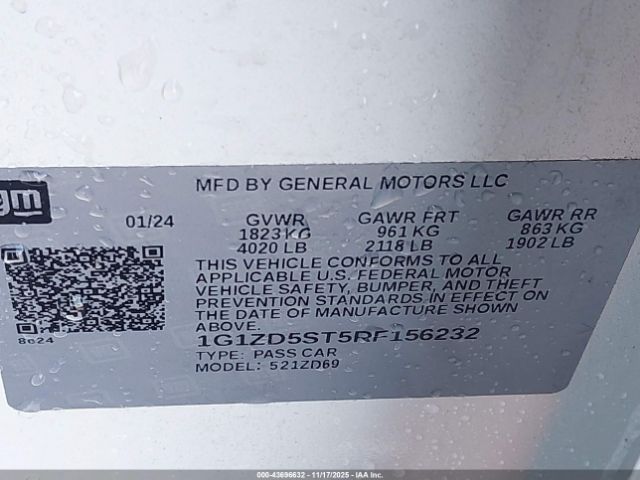 gm
MFD BY GENERAL MOTORS LLC
01/24 GVWR GAWR FRT GAWR RR
1823 KG 961 KG 863 KG
4020 LB 2118 LB 1902 LB
THIS VEHICLE CONFORMS TO ALL
APPLICABLE U.S. FEDERAL MOTOR
VEHICLE SAFETY, BUMPER, AND THEFT
PREVENTION STANDARDS IN EFFECT ON
THE DATE OF MANUFACTURE SHOWN
ABOVE.
8624
1G1ZD5ST5RF156232
TYPE: PASS CAR
MODEL: 521ZD69
000-43696632 - 11/17/2025 - IAA Inc. ©